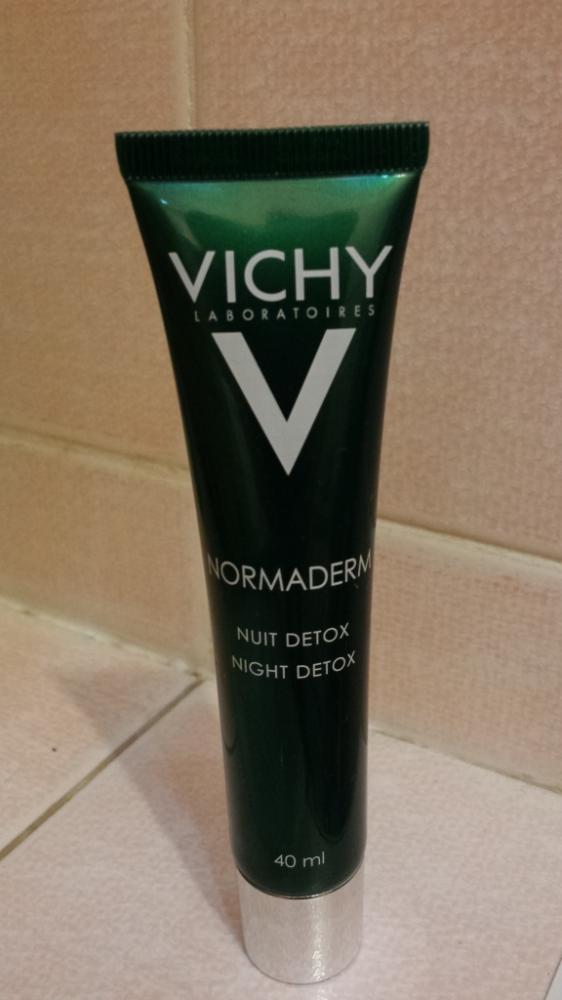 VICHY
LABORATOIRES
V
NORMADERM
NUIT DETOX
NIGHT DETOX
40 ml